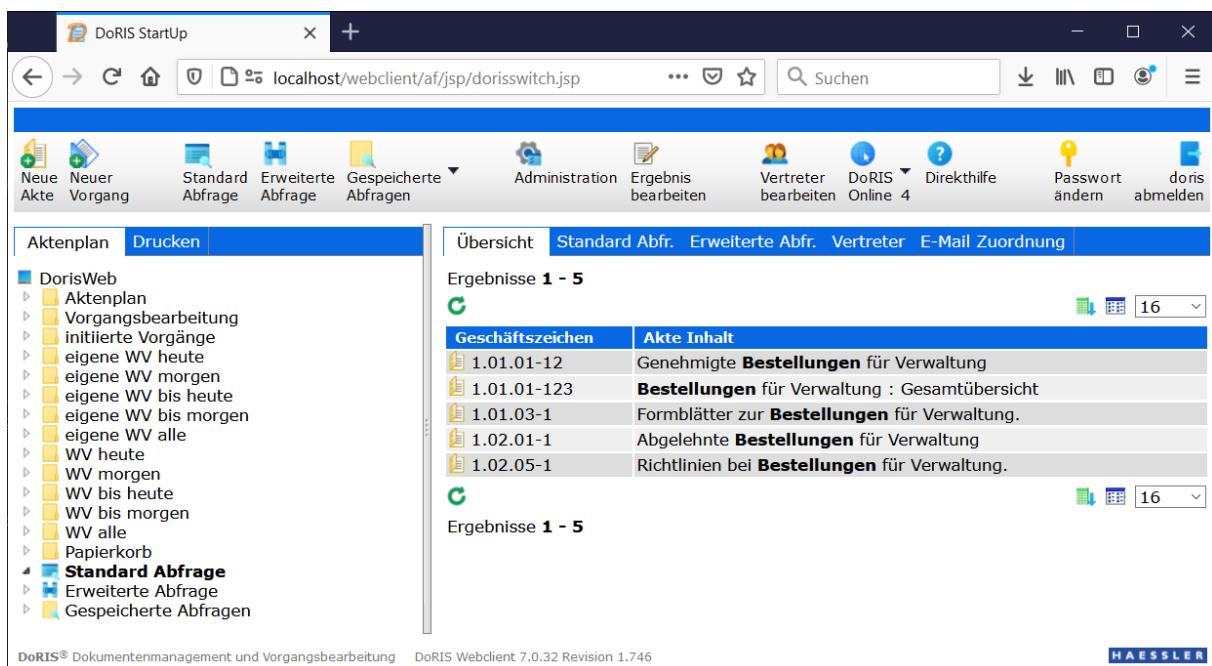 DoRIS StartUp
localhost/webclient/af/jsp/dorisswitch.jsp
Suchen
Neue Akte
Neuer Vorgang
Standard Abfrage
Erweiterte Abfrage
Gespeicherte Abfragen
Administration
Ergebnis bearbeiten
Vertreter bearbeiten
DoRIS Online 4
Direkthilfe
Passwort ändern
doris abmelden
Aktenplan Drucken
DorisWeb
Aktenplan
Vorgangsbearbeitung
initiierte Vorgänge
eigene WV heute
eigene WV morgen
eigene WV bis heute
eigene WV bis morgen
eigene WV alle
WV heute
WV morgen
WV bis heute
WV bis morgen
WV alle
Papierkorb
Standard Abfrage
Erweiterte Abfrage
Gespeicherte Abfragen
Übersicht Standard Abfr. Erweiterte Abfr. Vertreter E-Mail Zuordnung
Ergebnisse 1 - 5
16
Geschäftszeichen Akte Inhalt
1.01.01-12 Genehmigte Bestellungen für Verwaltung
1.01.01-123 Bestellungen für Verwaltung : Gesamtübersicht
1.01.03-1 Formblätter zur Bestellungen für Verwaltung.
1.02.01-1 Abgelehnte Bestellungen für Verwaltung
1.02.05-1 Richtlinien bei Bestellungen für Verwaltung.
16
Ergebnisse 1 - 5
DoRIS® Dokumentenmanagement und Vorgangsbearbeitung DoRIS Webclient 7.0.32 Revision 1.746
HAESSLER